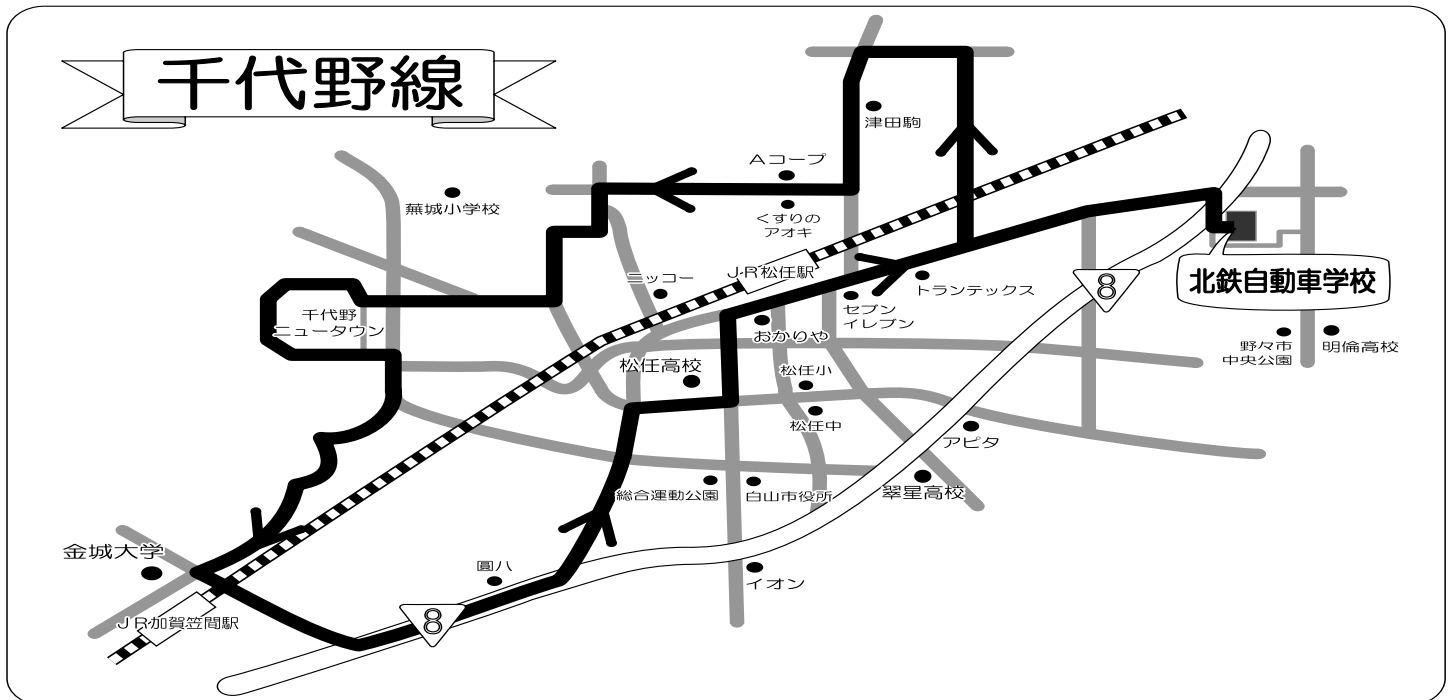 千代野線
津田駒
Aコープ
蕪城小学校
くすりの
アオキ
JR松任駅
ニッコー
トランテックス
北鉄自動車学校
8
千代野
ニュータウン
セブン
イレブン
おかりや
野々市
中央公園
明倫高校
松任高校
松任小
松任中
アピタ
総合運動公園
白山市役所
翠星高校
金城大学
圓八
イオン
JR加賀笠間駅
8